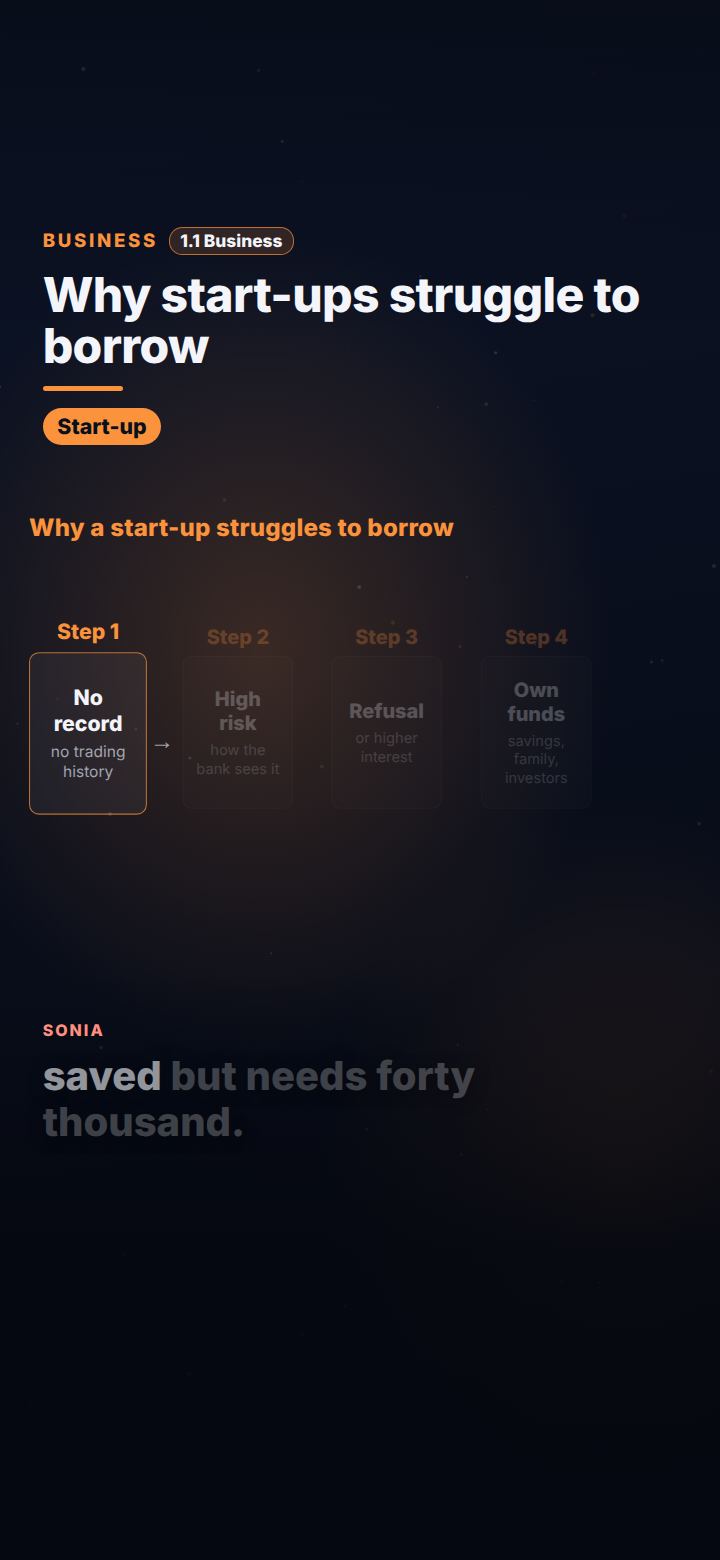 BUSINESS 1.1 Business
Why start-ups struggle to
borrow
Start-up
Why a start-up struggles to borrow
Step 1
No
record
no trading
history
→
Step 2
High
risk
how the
bank sees it
Step 3
Refusal
or higher
interest
Step 4
Own
funds
savings,
family,
investors
SONIA
saved but needs forty
thousand.